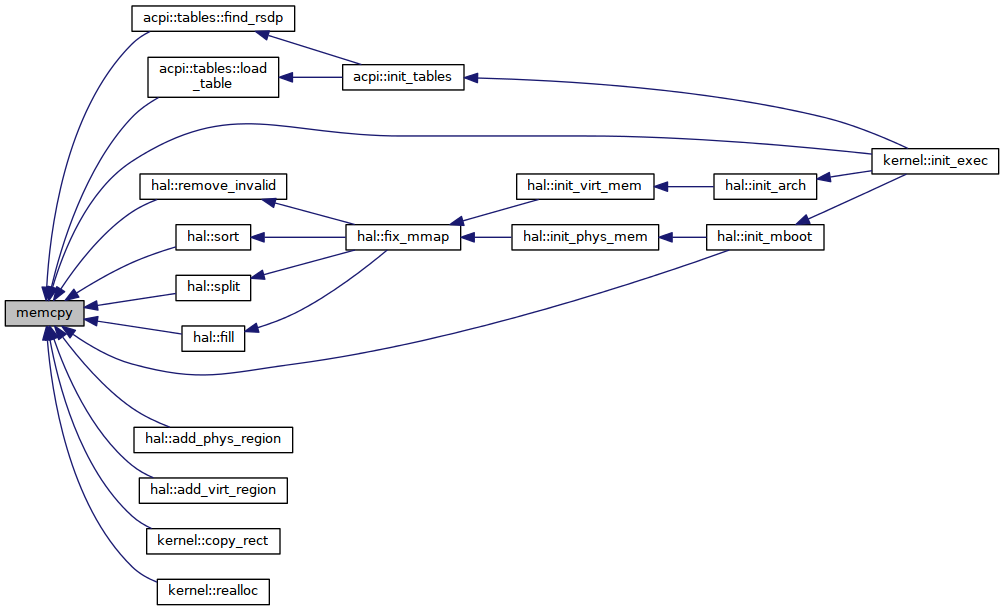 acpi::tables::find_rsdp
acpi::tables::load
_table
acpi::init_tables
kernel::init_exec
hal::remove_invalid
hal::init_virt_mem
hal::init_arch
hal::sort
hal::fix_mmap
hal::init_phys_mem
hal::init_mboot
hal::split
memcpy
hal::fill
hal::add_phys_region
hal::add_virt_region
kernel::copy_rect
kernel::realloc